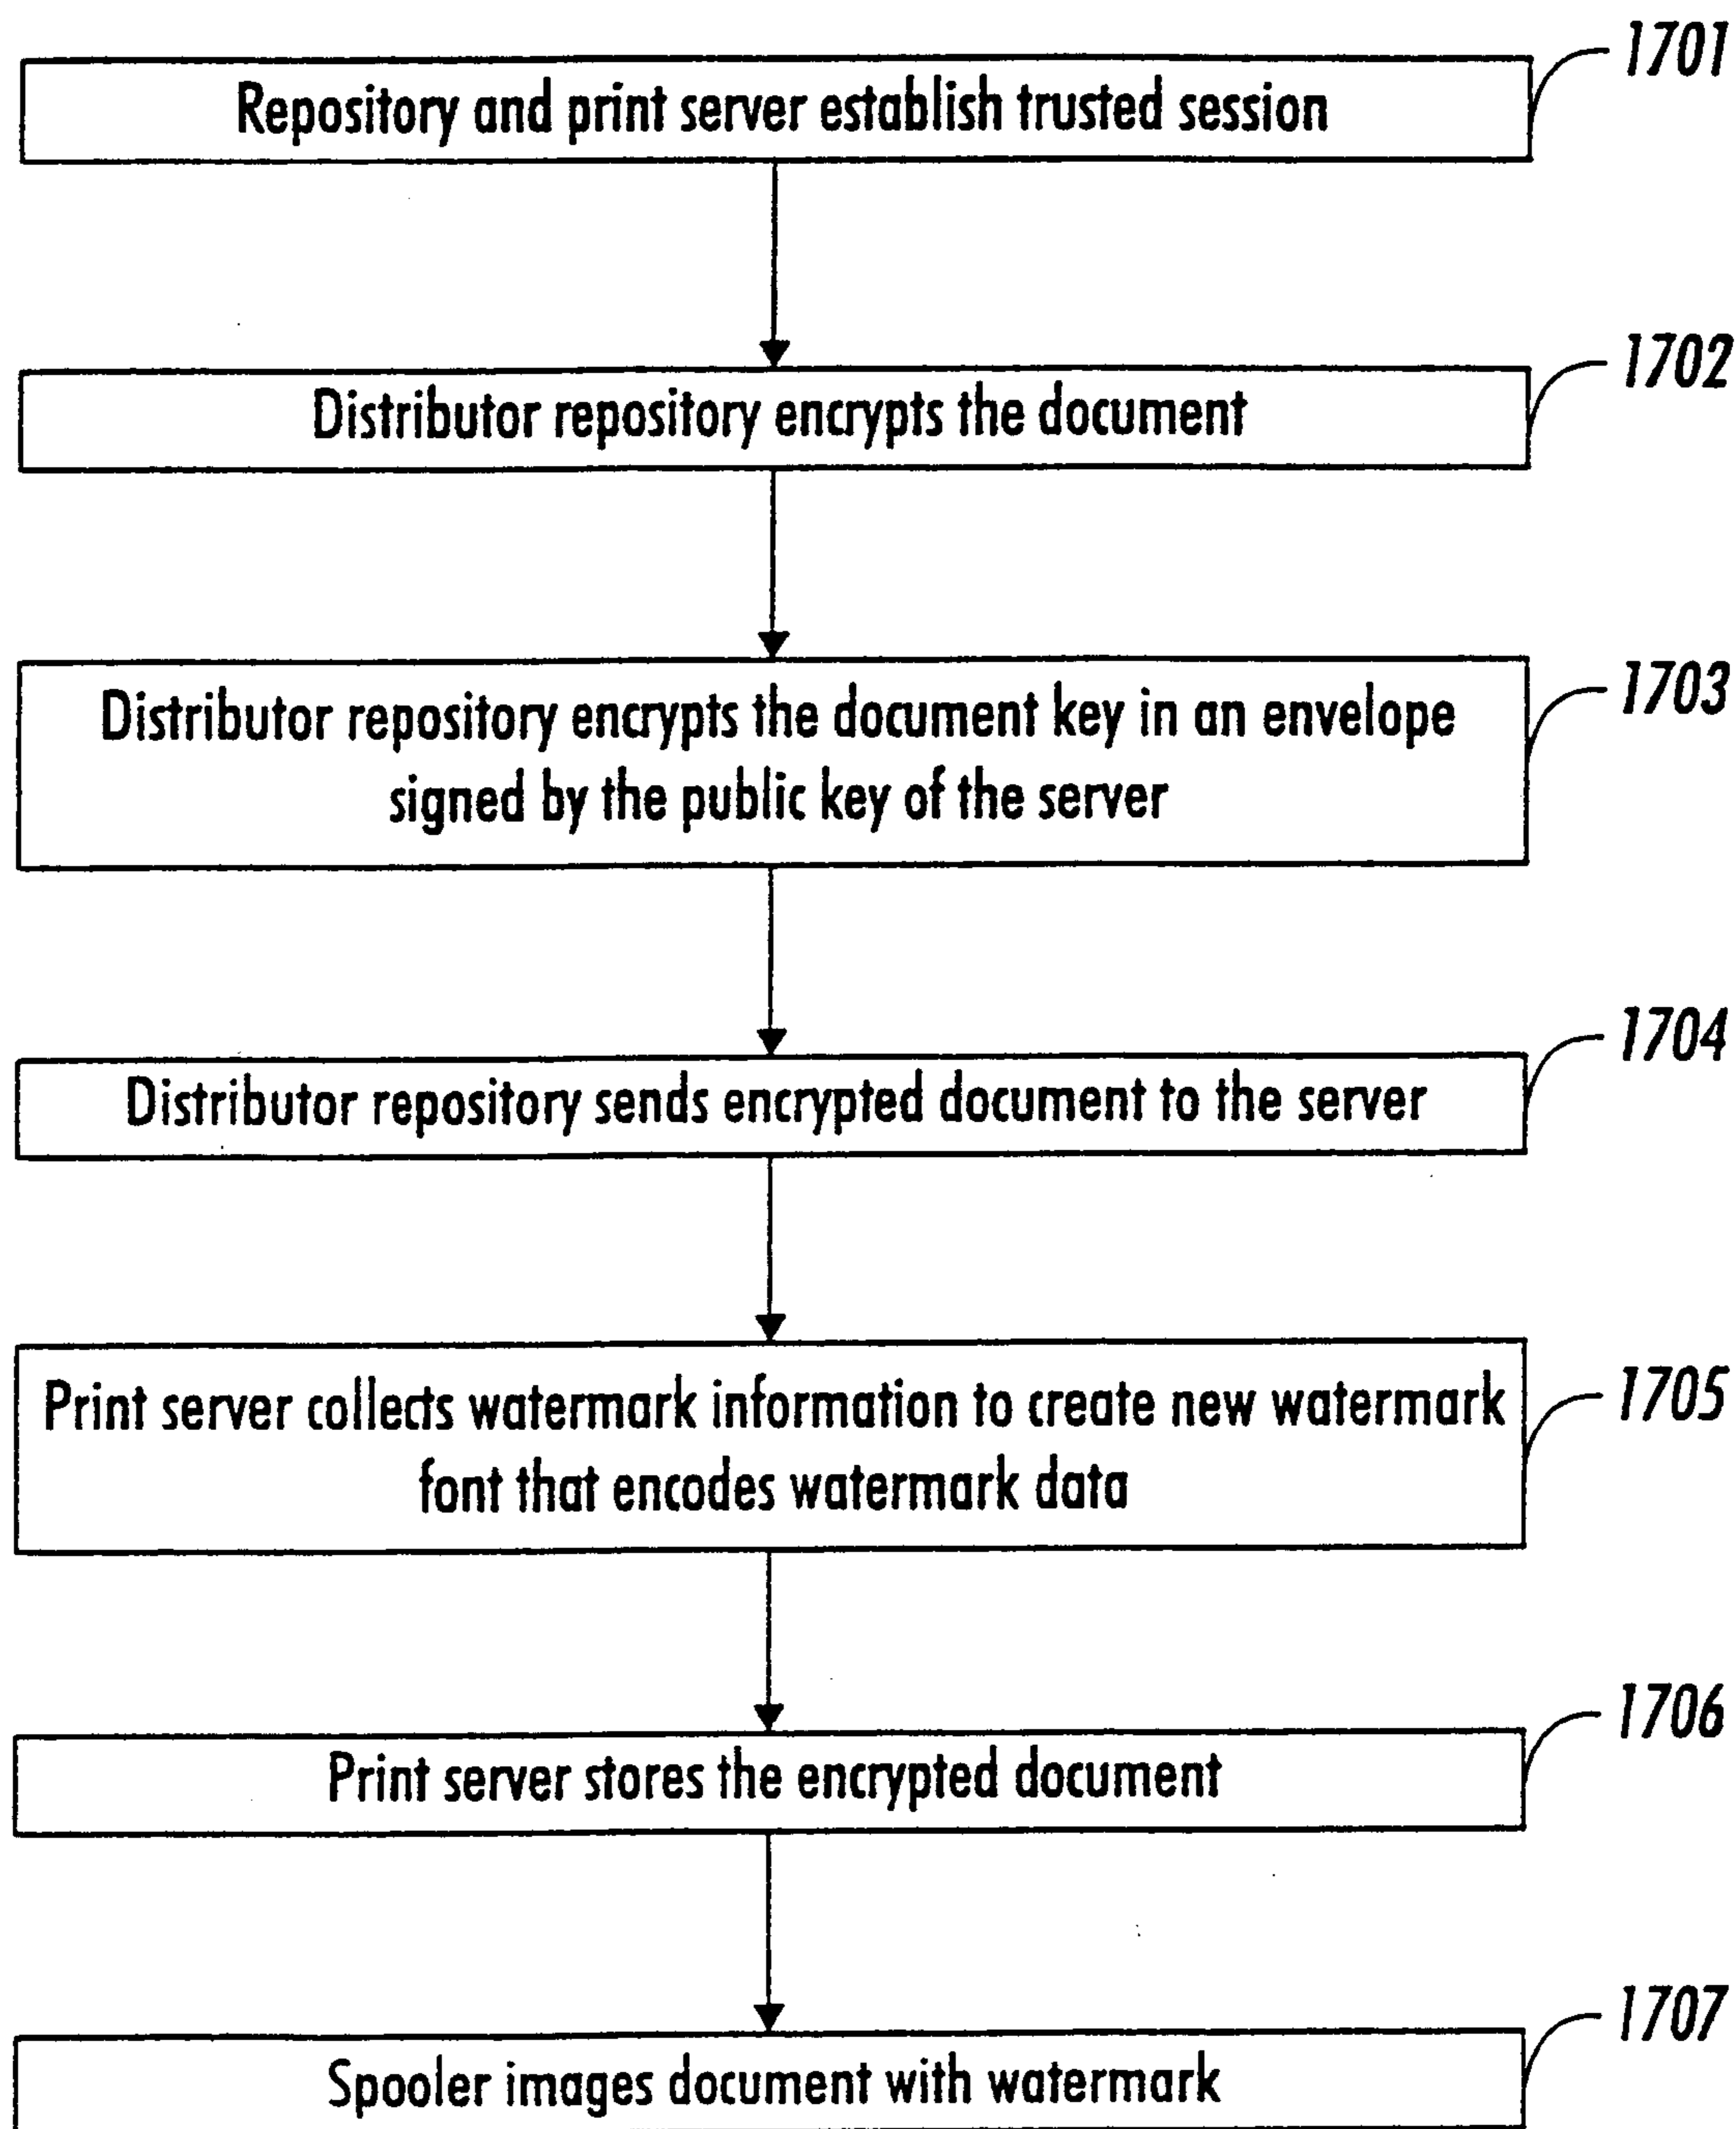 1701
Repository and print server establish trusted session
1702
Distributor repository encrypts the document
1703
Distributor repository encrypts the document key in an envelope
signed by the public key of the server
1704
Distributor repository sends encrypted document to the server
1705
Print server collects watermark information to create new watermark
font that encodes watermark data
1706
Print server stores the encrypted document
1707
Spooler images document with watermark